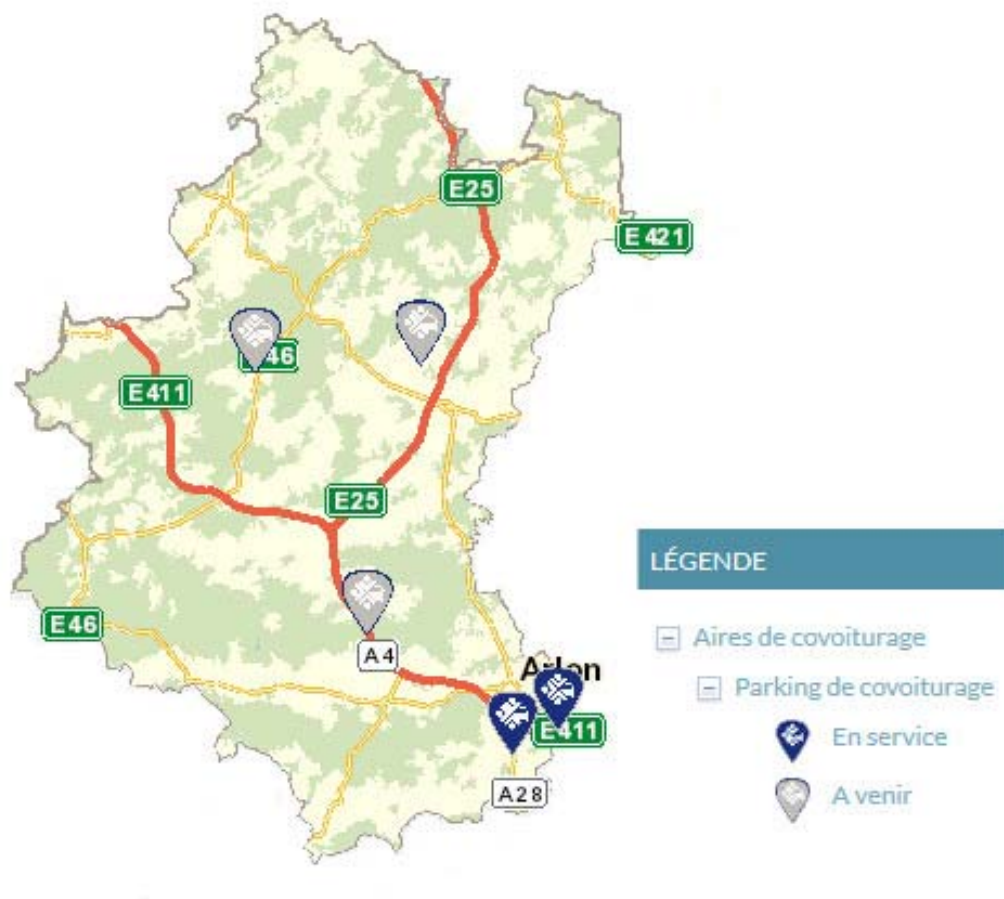 E25
E 421
E46
E411
E25
E46
A4
Arlon
E411
A28
LÉGENDE
Aires de covoiturage
Parking de covoiturage
En service
A venir